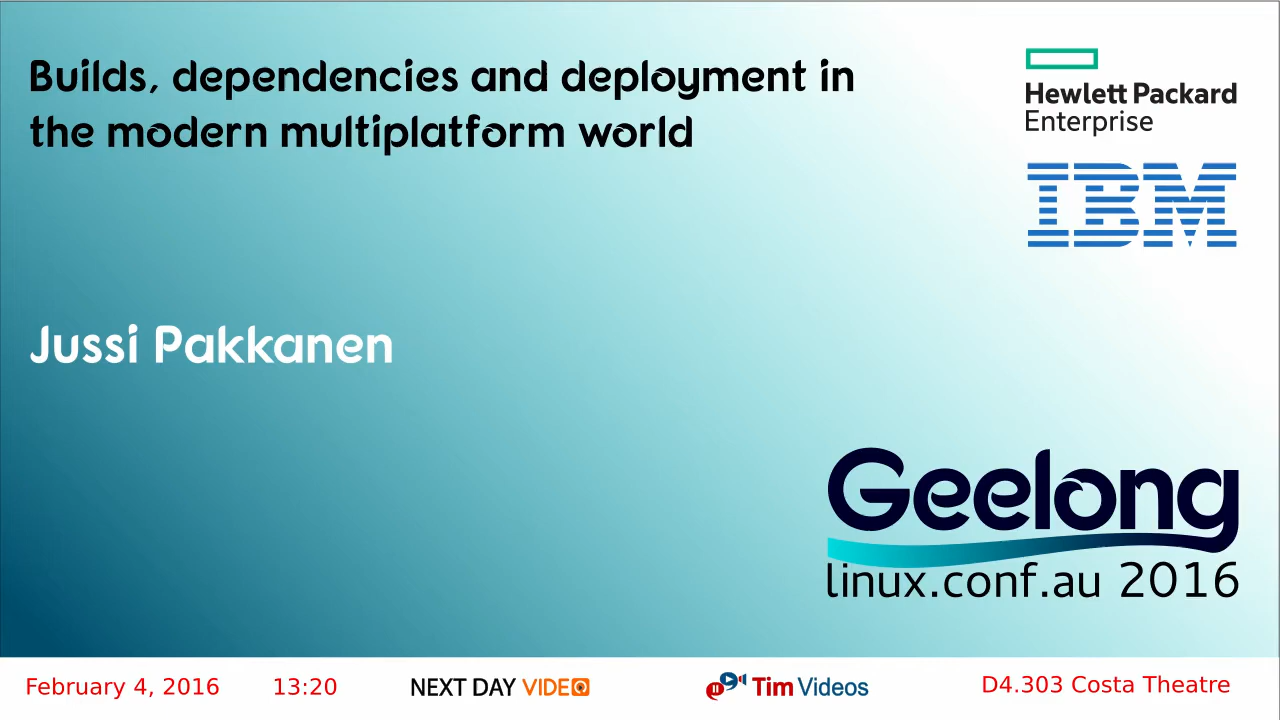 Builds, dependencies and deployment in
the modern multiplatform world
Hewlett Packard
Enterprise
IBM
Jussi Pakkanen
Geelong
linux.conf.au 2016
February 4, 2016
13:20
NEXT DAY VIDEO
Tim Videos
D4.303 Costa Theatre